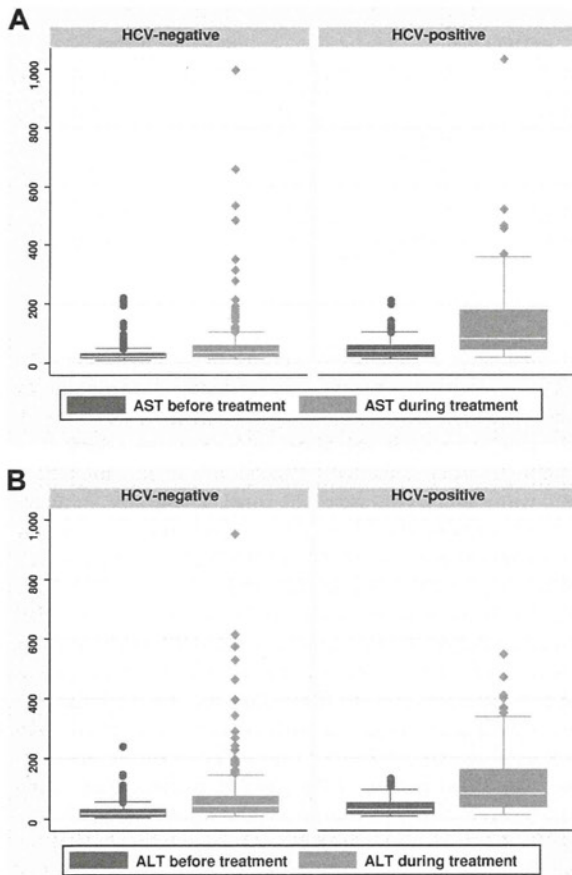 A
HCV-negative HCV-positive
1,000
800
600
400
200
0
AST before treatment AST during treatment
B
HCV-negative HCV-positive
1,000
800
600
400
200
0
ALT before treatment ALT during treatment